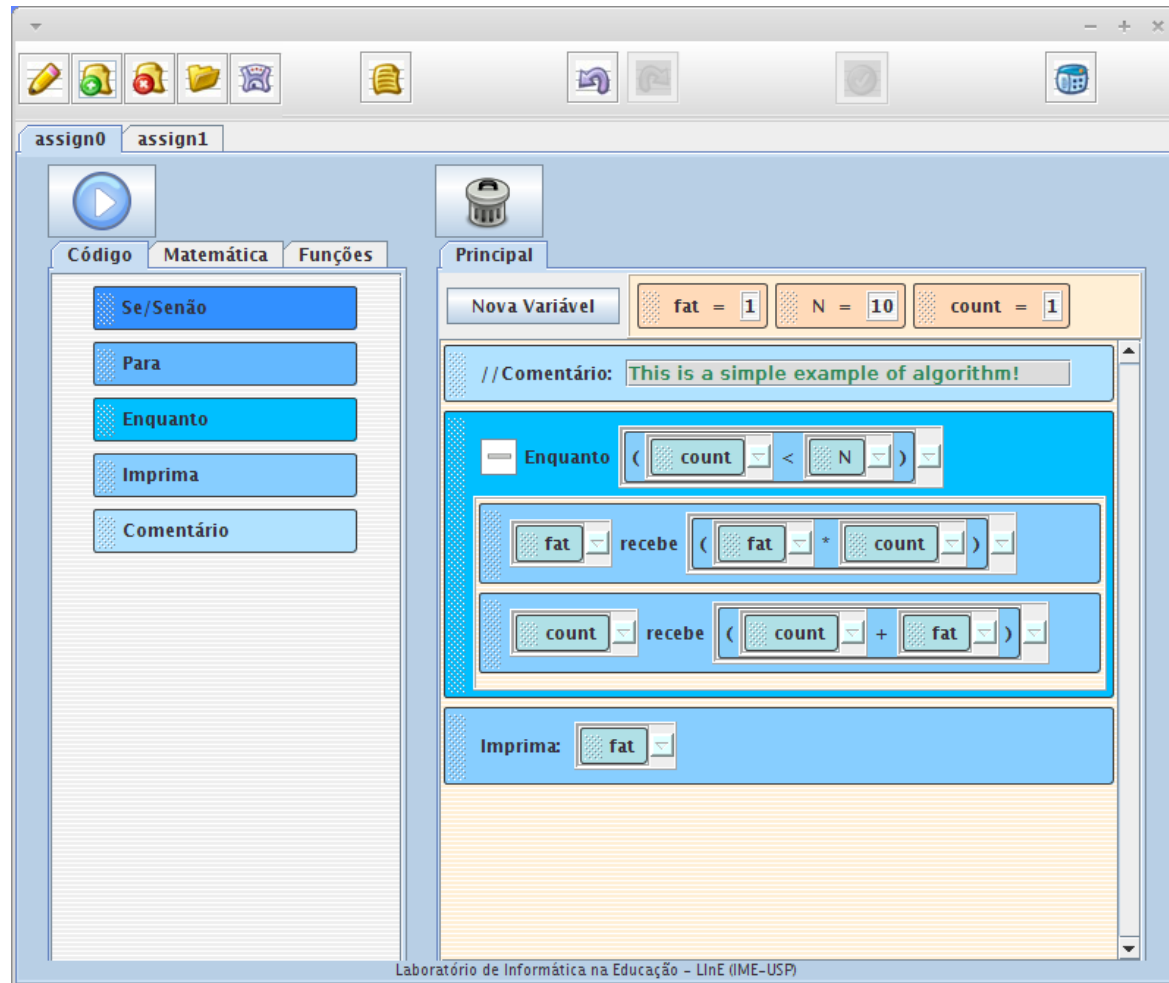 assign0 assign1
Código Matemática Funções
Principal
Se/Senão
Para
Enquanto
Imprima
Comentário
Nova Variável fat = 1 N = 10 count = 1
//Comentário: This is a simple example of algorithm!
Enquanto ( count < N )
fat recebe ( fat * count )
count recebe ( count + fat )
Imprima: fat
Laboratório de Informática na Educação - LInE (IME-USP)